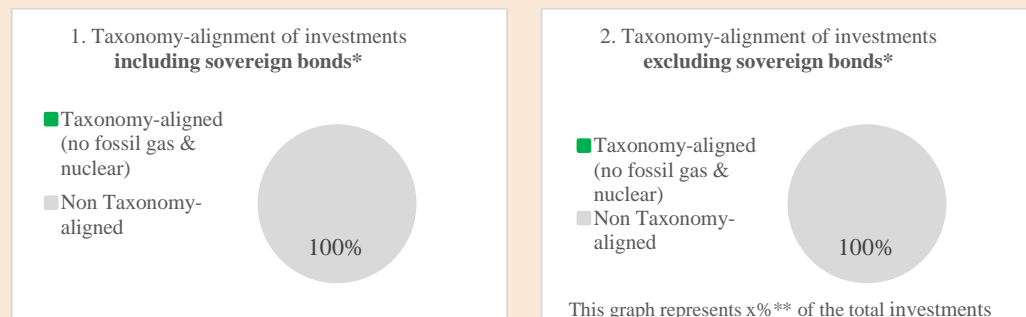 1. Taxonomy-alignment of investments
including sovereign bonds*
Taxonomy-aligned
(no fossil gas &
nuclear)
Non Taxonomy-
aligned
100%
2. Taxonomy-alignment of investments
excluding sovereign bonds*
Taxonomy-aligned
(no fossil gas &
nuclear)
Non Taxonomy-
aligned
100%
This graph represents x%** of the total investments